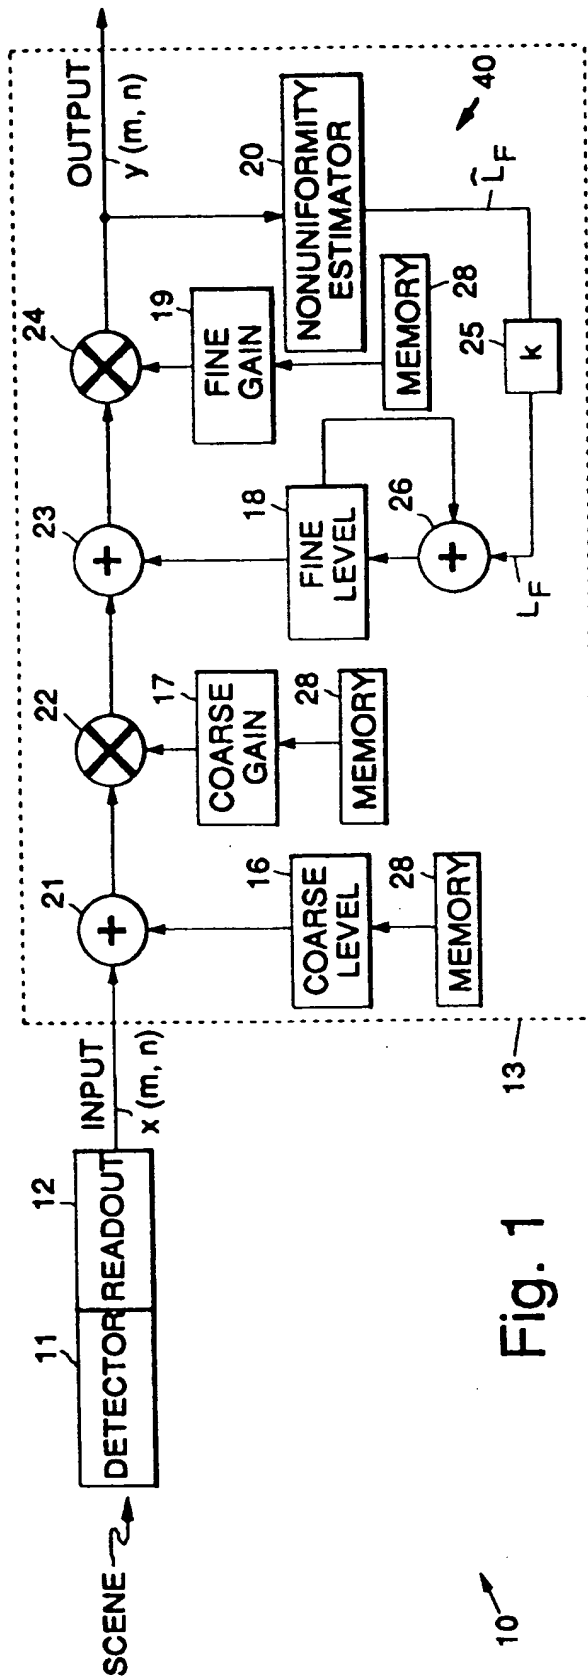 SCENE
11
12
DETECTOR READOUT
INPUT
x (m, n)
13
21
+
16
COARSE
LEVEL
28
MEMORY
22
17
COARSE
GAIN
28
MEMORY
23
+
18
FINE
LEVEL
26
+
L_F
24
19
FINE
GAIN
28
MEMORY
OUTPUT
y (m, n)
20
NONUNIFORMITY
ESTIMATOR
25
k
L̃_F
40
10
Fig. 1